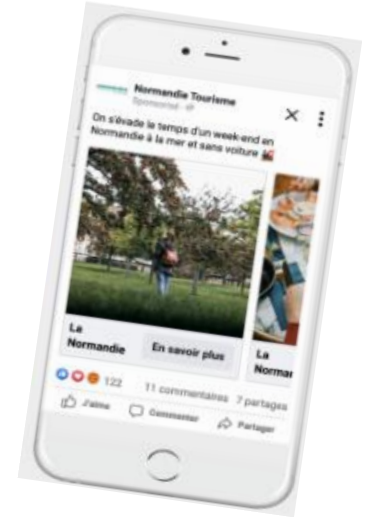 Normandie Tourisme
Sponsorisé
On s'évade le temps d'un week-end en
Normandie à la mer et sans voiture
La
Normandie
En savoir plus
La
Norman
122
11 commentaires
7 partages
J'aime
Commenter
Partager